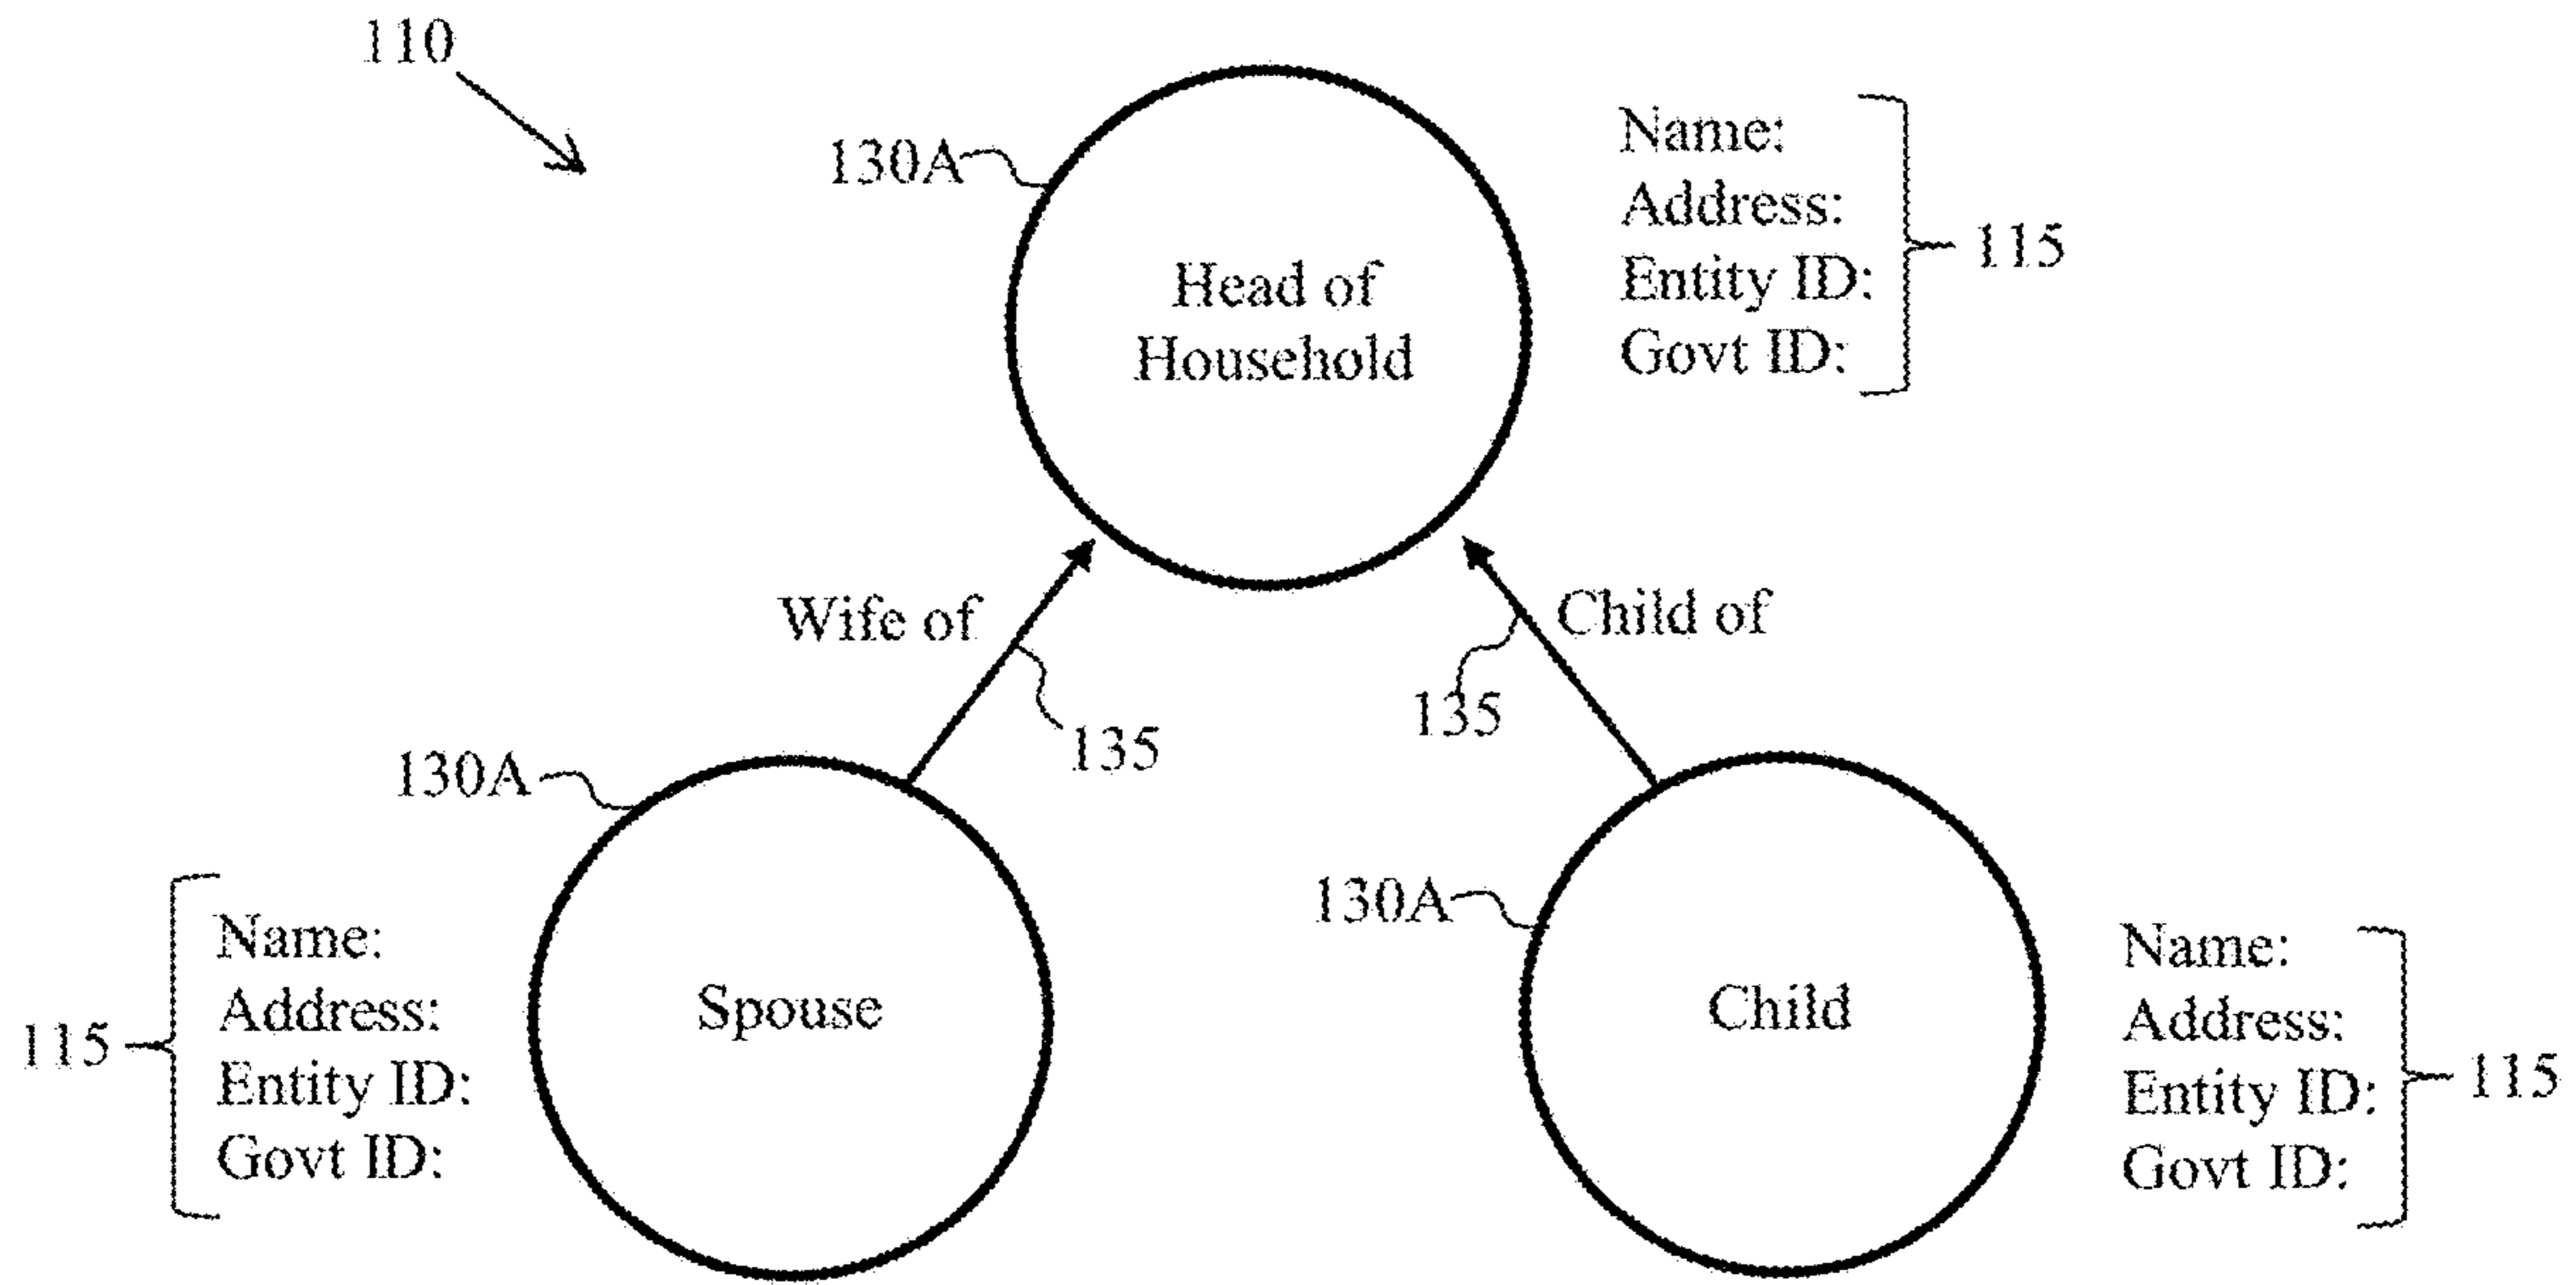 110
130A
Head of
Household
Name:
Address:
Entity ID:
Govt ID:
115
Wife of
135
Child of
135
130A
Spouse
115
Name:
Address:
Entity ID:
Govt ID:
130A
Child
Name:
Address:
Entity ID:
Govt ID:
115